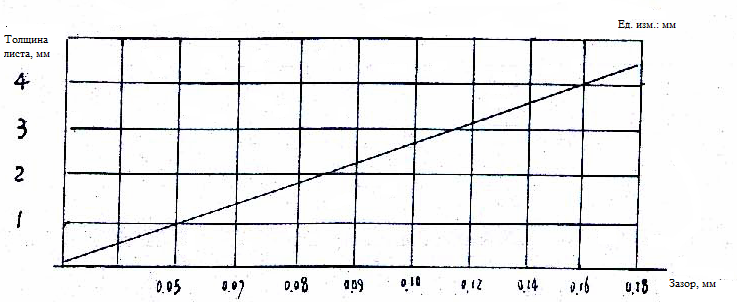 Ед. изм.: мм
Толщина
листа, мм
4
3
2
1
0,05 0,07 0,08 0,09 0,10 0,12 0,14 0,16 0,18 Зазор, мм